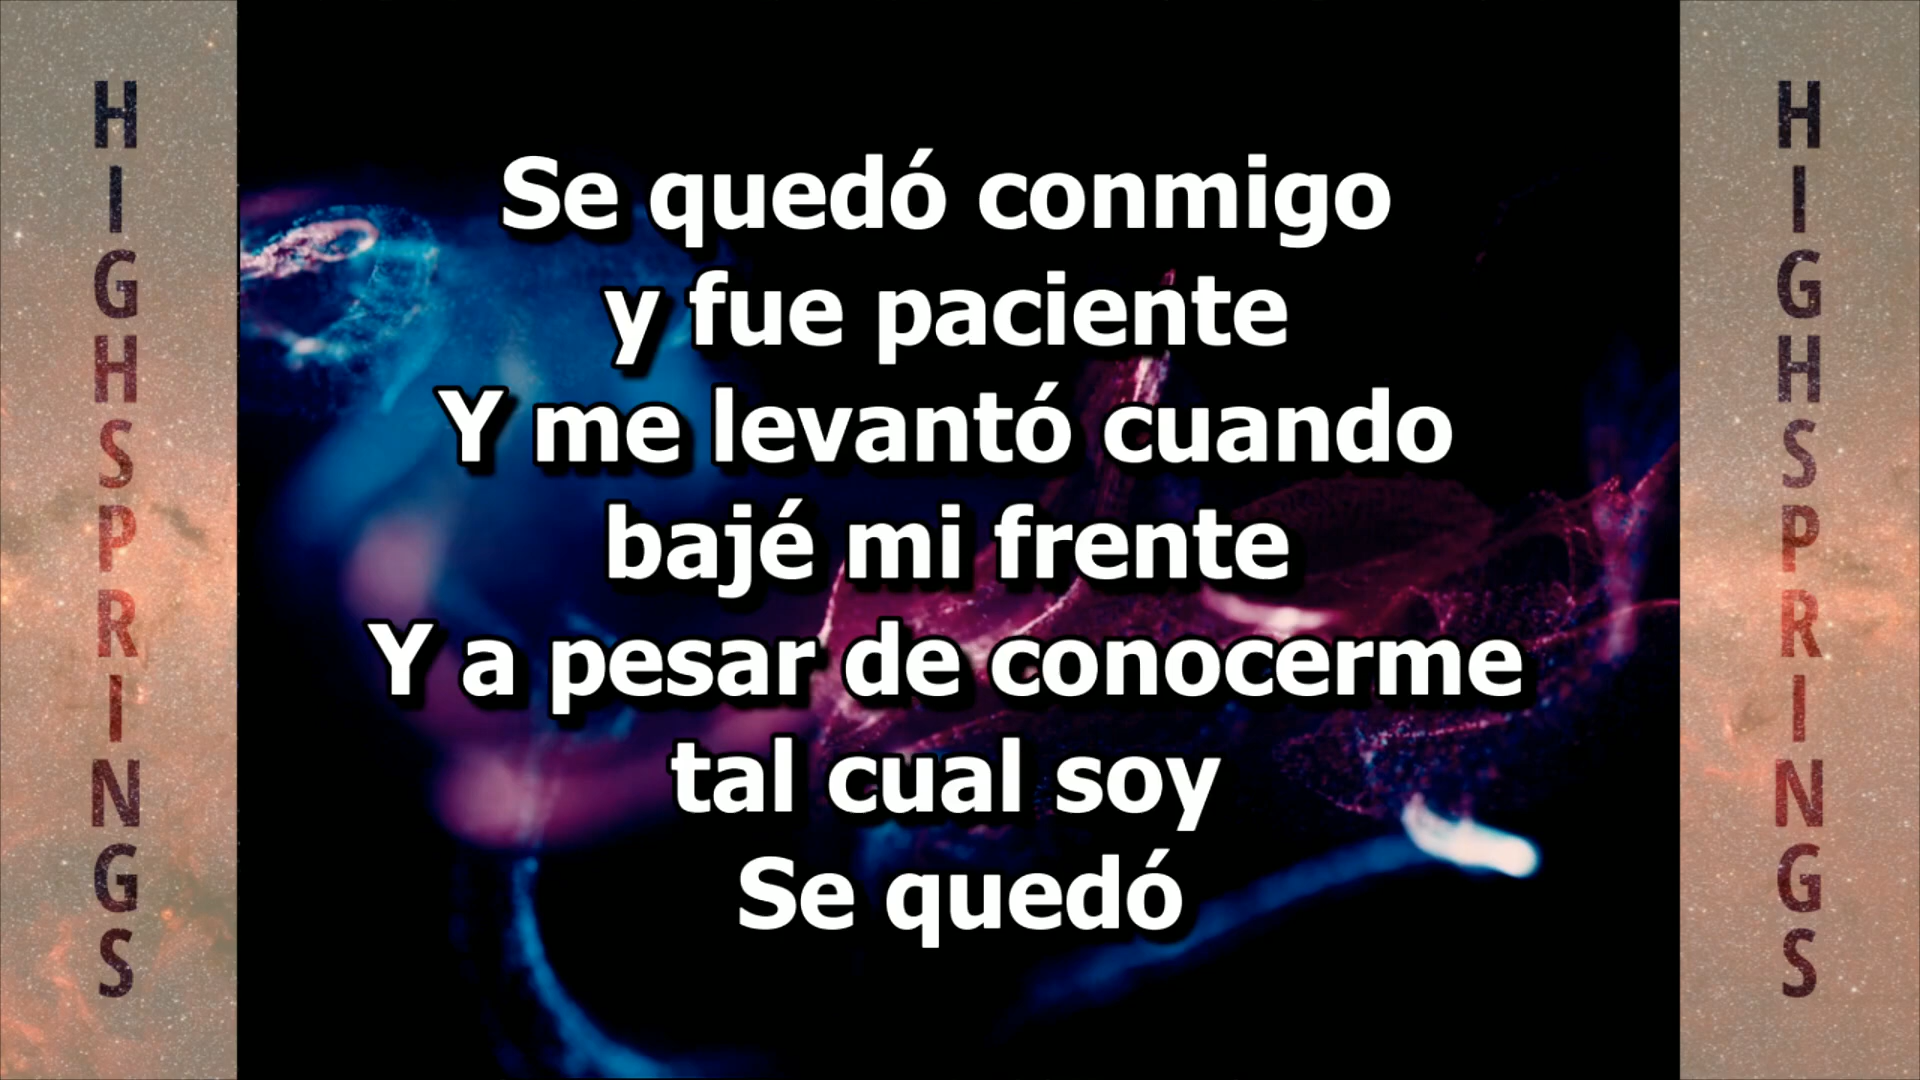 HIGHSPRINGS
Se quedó conmigo
y fue paciente
Y me levantó cuando
bajé mi frente
Y a pesar de conocerme
tal cual soy
Se quedó
HIGHSPRINGS